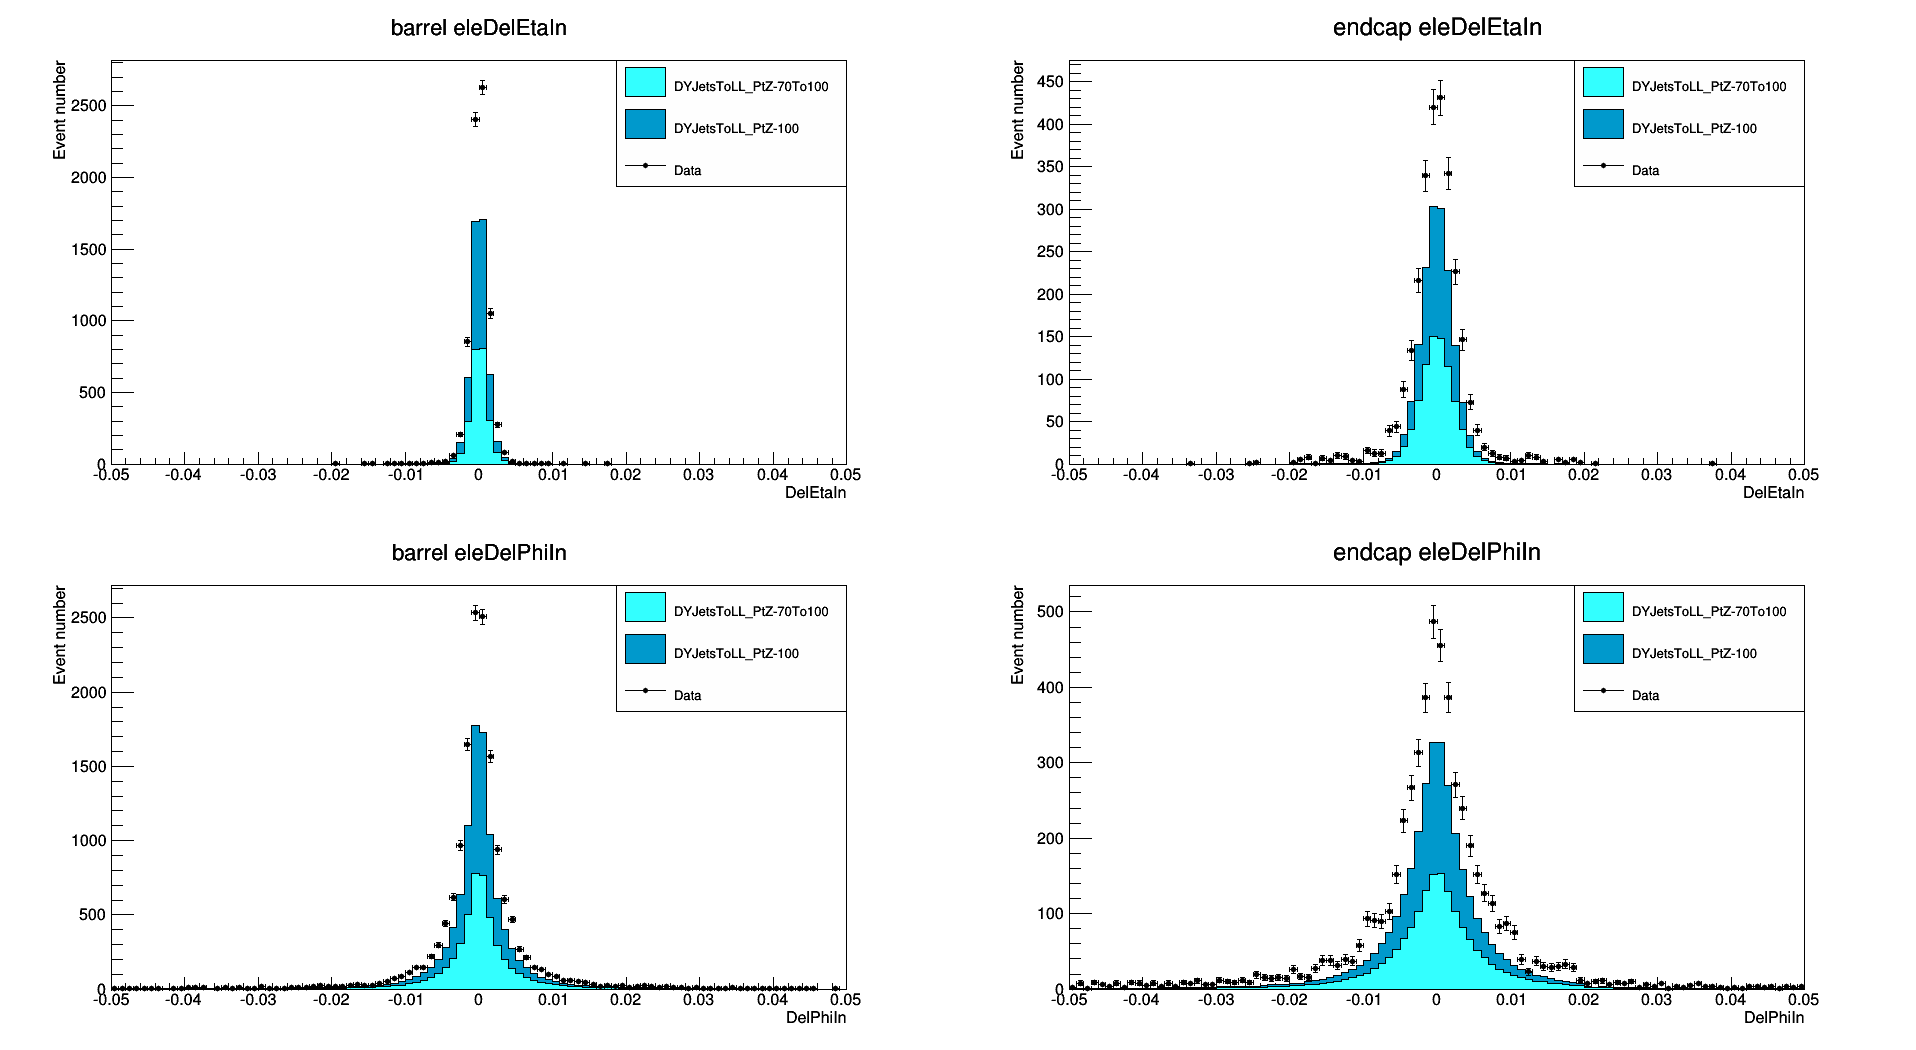 barrel eleDelEtaIn
Event number
2500
2000
1500
1000
500
0
-0.05 -0.04 -0.03 -0.02 -0.01 0 0.01 0.02 0.03 0.04 0.05
DelEtaIn
DYJetsToLL_PtZ-70To100
DYJetsToLL_PtZ-100
Data
endcap eleDelEtaIn
Event number
450
400
350
300
250
200
150
100
50
0
-0.05 -0.04 -0.03 -0.02 -0.01 0 0.01 0.02 0.03 0.04 0.05
DelEtaIn
DYJetsToLL_PtZ-70To100
DYJetsToLL_PtZ-100
Data
barrel eleDelPhiIn
Event number
2500
2000
1500
1000
500
0
-0.05 -0.04 -0.03 -0.02 -0.01 0 0.01 0.02 0.03 0.04 0.05
DelPhiIn
DYJetsToLL_PtZ-70To100
DYJetsToLL_PtZ-100
Data
endcap eleDelPhiIn
Event number
500
400
300
200
100
0
-0.05 -0.04 -0.03 -0.02 -0.01 0 0.01 0.02 0.03 0.04 0.05
DelPhiIn
DYJetsToLL_PtZ-70To100
DYJetsToLL_PtZ-100
Data